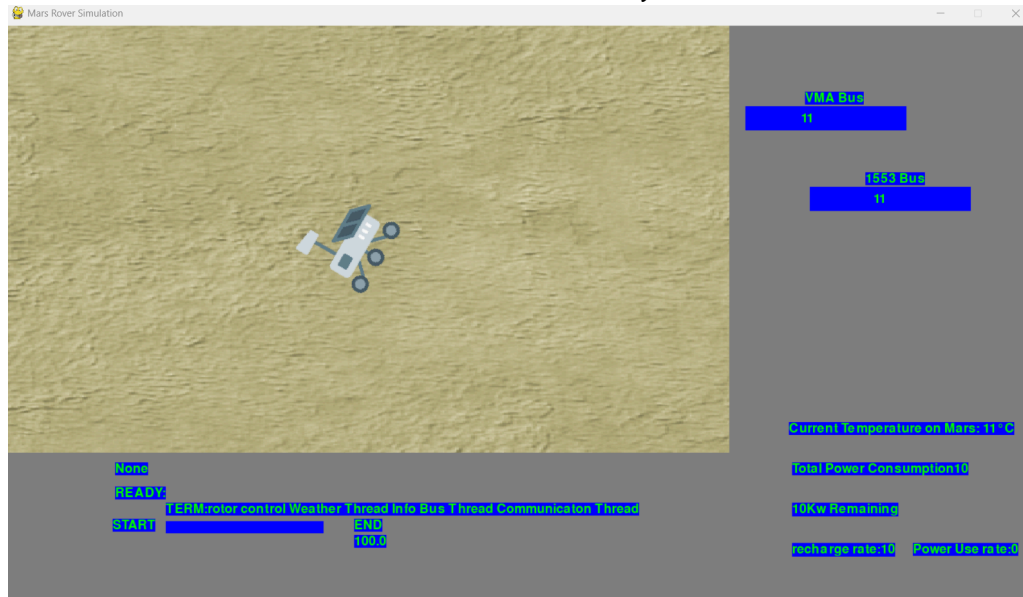 Mars Rover Simulation
VMA Bus
11
1553 Bus
11
Current Temperature on Mars: 11°C
None
Total Power Consumption10
READY:
TERM:rotor control Weather Thread Info Bus Thread Communicaton Thread
10Kw Remaining
START
END
100.0
recharge rate:10 Power Use rate:0